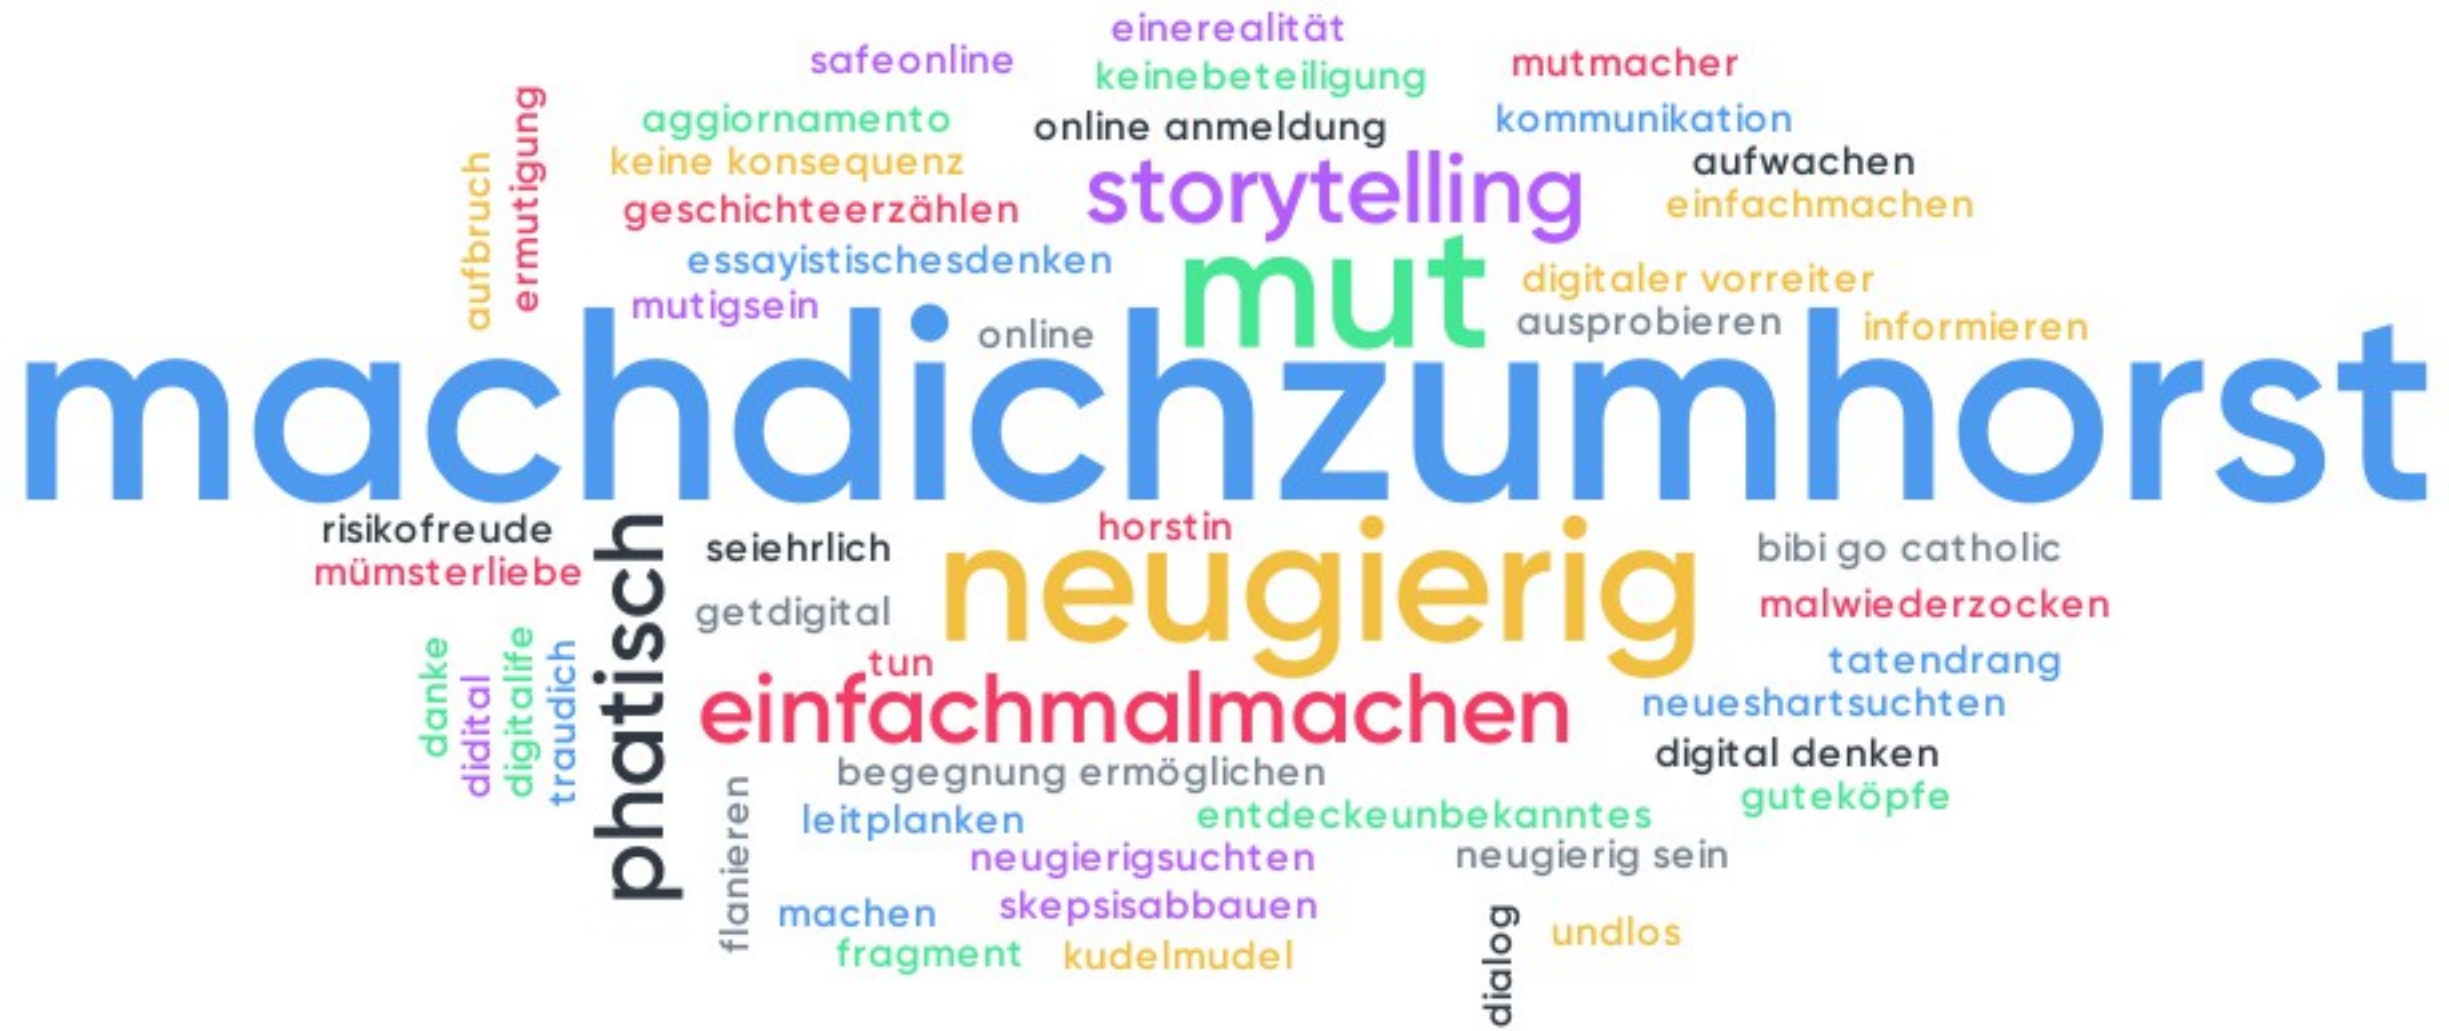 einerealität
safeonline
keinebeteiligung
mutmacher
aggiornamento
online anmeldung
kommunikation
aufbruch
ermutigung
keine konsequenz
storytelling
aufwachen
geschichteerzählen
einfachmachen
essayistischesdenken
mut
digitaler vorreiter
mutigsein
online
ausprobieren
informieren
machdichzumhorst
risikofreude
phatisch
seiehrlich
horstin
neugierig
bibi go catholic
mümsterliebe
getdigital
malwiederzocken
danke
didital
digitalife
traudich
tun
tatendrang
einfachmalmachen
neueshartsuchten
digital denken
begegnung ermöglichen
guteköpfe
flanieren
leitplanken
entdeckeunbekanntes
neugierigsuchten
neugierig sein
machen
skepsisabbauen
dialog
undlos
fragment
kudelmudel